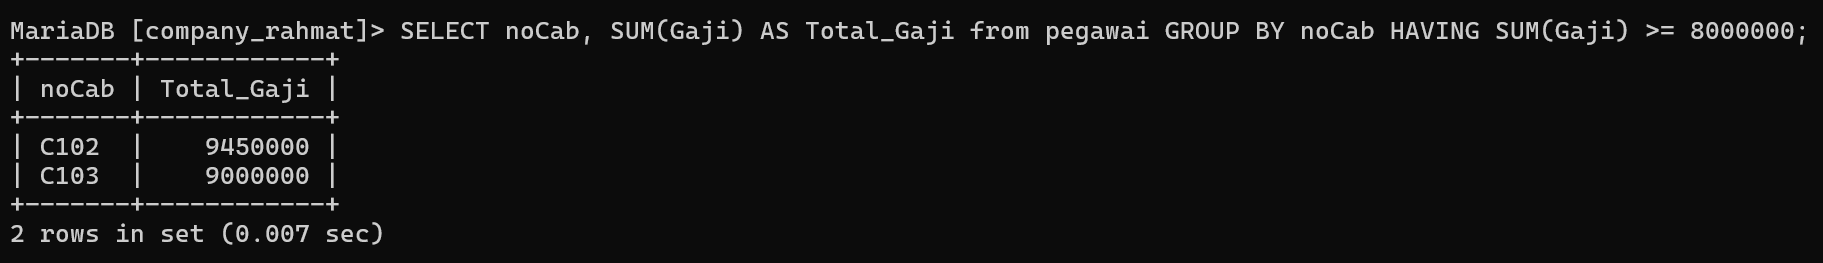 MariaDB [company_rahmat]> SELECT noCab, SUM(Gaji) AS Total_Gaji from pegawai GROUP BY noCab HAVING SUM(Gaji) >= 8000000;
+-------+------------+
| noCab | Total_Gaji |
+-------+------------+
| C102  |    9450000 |
| C103  |    9000000 |
+-------+------------+
2 rows in set (0.007 sec)